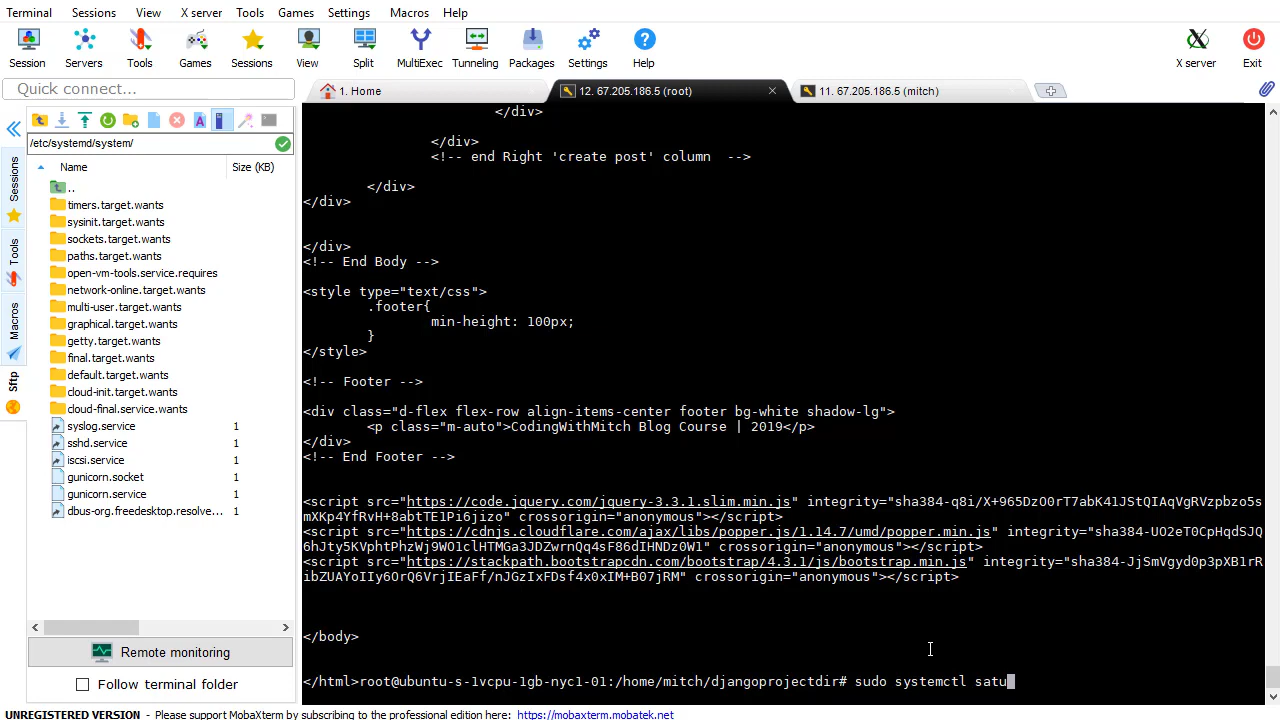 Terminal Sessions View X server Tools Games Settings Macros Help
Session Servers Tools Games Sessions View Split MultiExec Tunneling Packages Settings Help X server Exit
Quick connect...
1. Home
12. 67.205.186.5 (root)
11. 67.205.186.5 (mitch)
Sessions
Tools
Macros
Sftp
/etc/systemd/system/
Name Size (KB)
..
timers.target.wants
sysinit.target.wants
sockets.target.wants
paths.target.wants
open-vm-tools.service.requires
network-online.target.wants
multi-user.target.wants
graphical.target.wants
getty.target.wants
final.target.wants
default.target.wants
cloud-init.target.wants
cloud-final.service.wants
syslog.service 1
sshd.service 1
iscsi.service 1
gunicorn.socket 1
gunicorn.service 1
dbus-org.freedesktop.resolve... 1
Remote monitoring
Follow terminal folder
</div>
</div>
<!-- end Right 'create post' column  -->
</div>
</div>
</div>
<!-- End Body -->
<style type="text/css">
.footer{
min-height: 100px;
}
</style>
<!-- Footer -->
<div class="d-flex flex-row align-items-center footer bg-white shadow-lg">
<p class="m-auto">CodingWithMitch Blog Course | 2019</p>
</div>
<!-- End Footer -->
<script src="https://code.jquery.com/jquery-3.3.1.slim.min.js" integrity="sha384-q8i/X+965DzO0rT7abK41JStQIAqVgRVzpbzo5s
mXKp4YfRvH+8abtTE1Pi6jizo" crossorigin="anonymous"></script>
<script src="https://cdnjs.cloudflare.com/ajax/libs/popper.js/1.14.7/umd/popper.min.js" integrity="sha384-UO2eT0CpHqdSJQ
6hJty5KVphtPhzWj9WO1clHTMGa3JDZwrnQq4sF86dIHNDz0W1" crossorigin="anonymous"></script>
<script src="https://stackpath.bootstrapcdn.com/bootstrap/4.3.1/js/bootstrap.min.js" integrity="sha384-JjSmVgyd0p3pXB1rR
ibZUAYoIIy6OrQ6VrjIEaFf/nJGzIxFDsf4x0xIM+B07jRM" crossorigin="anonymous"></script>
</body>
</html>root@ubuntu-s-1vcpu-1gb-nyc1-01:/home/mitch/djangoprojectdir# sudo systemctl satu
UNREGISTERED VERSION - Please support MobaXterm by subscribing to the professional edition here: https://mobaxterm.mobatek.net